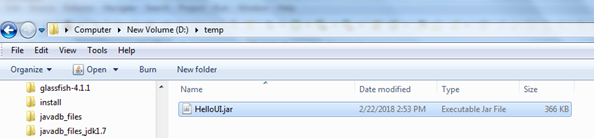 Computer ▸ New Volume (D:) ▸ temp ▸
File Edit View Tools Help
Organize Open Burn New folder
Name Date modified Type Size
glassfish-4.1.1
HelloUI.jar 2/22/2018 2:53 PM Executable Jar File 366 KB
install
javadb_files
javadb_files_jdk1.7